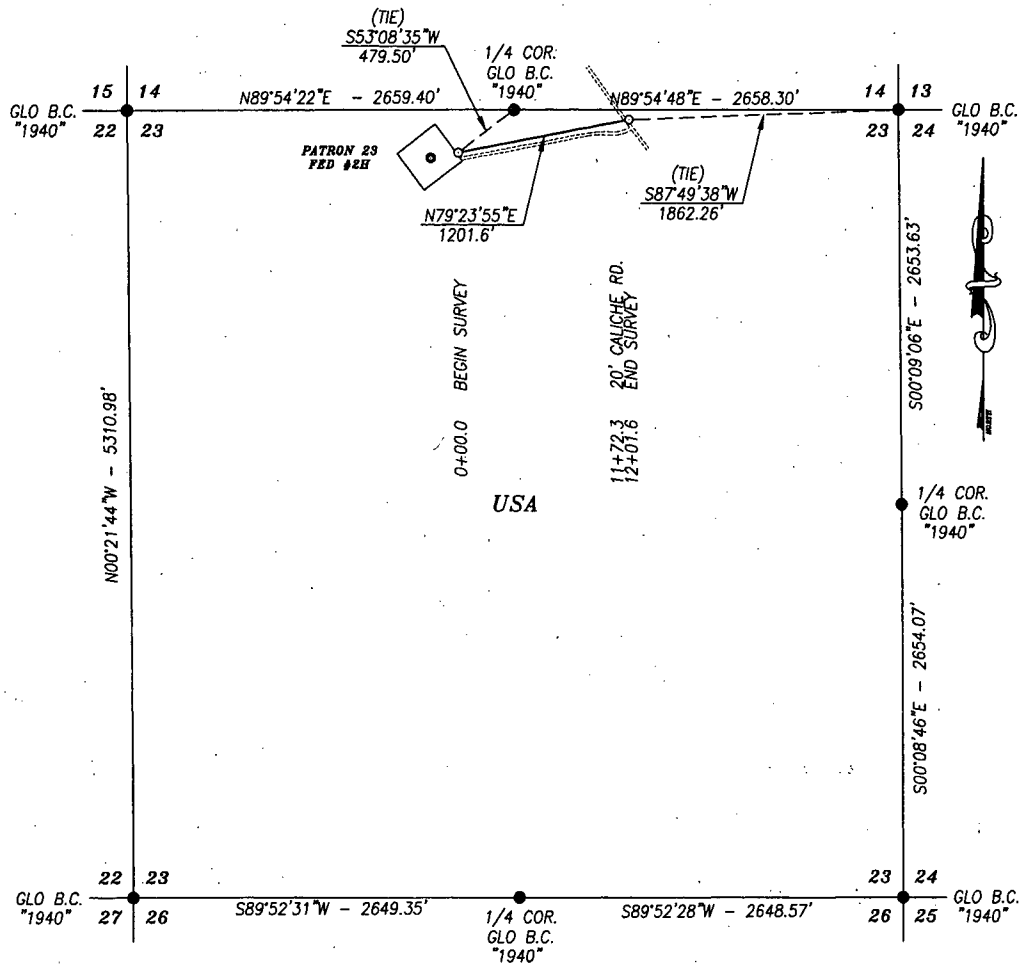 (TIE)
S53°08'35"W
479.50'
1/4 COR.
GLO B.C.
"1940"
15 14
GLO B.C.
"1940"
22 23
N89°54'22"E - 2659.40'
N89°54'48"E - 2658.30'
14 13
23 24
GLO B.C.
"1940"
PATRON 23
FED #2H
(TIE)
S87°49'38"W
1862.26'
N79°23'55"E
1201.6'
0+00.0 BEGIN SURVEY
11+72.3 20' CALICHE RD.
12+01.6 END SURVEY
S00°09'06"E - 2653.63'
NORTH
N00°21'44"W - 5310.98'
USA
1/4 COR.
GLO B.C.
"1940"
S00°08'46"E - 2654.07'
22 23
GLO B.C.
"1940"
27 26
S89°52'31"W - 2649.35'
1/4 COR.
GLO B.C.
"1940"
S89°52'28"W - 2648.57'
23 24
26 25
GLO B.C.
"1940"